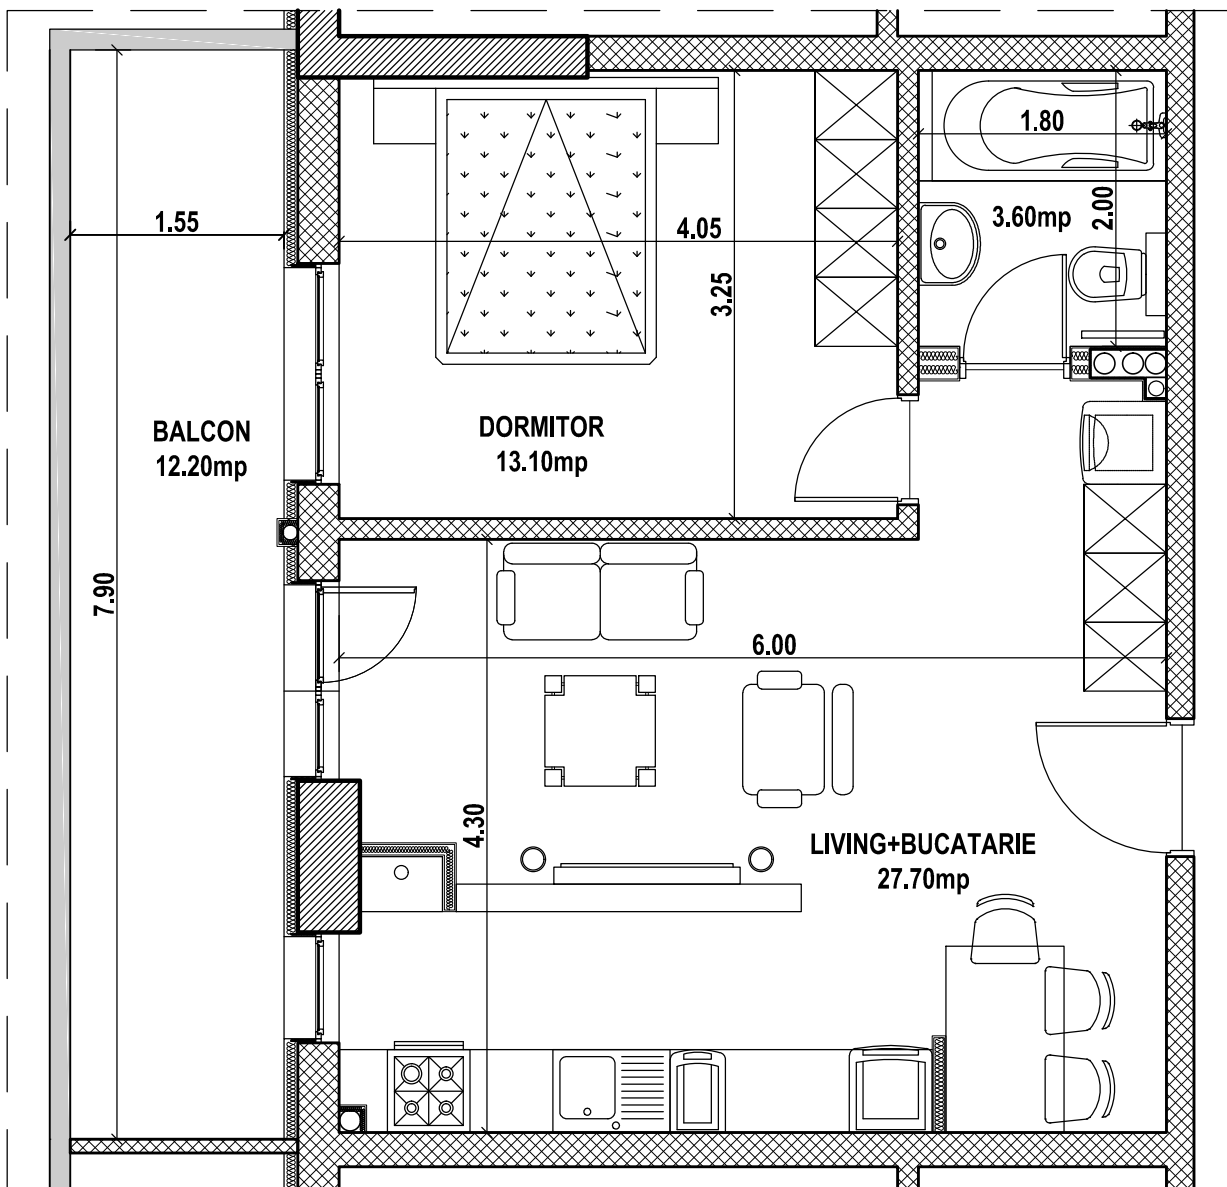 1.80
2.00
3.60mp
1.55
4.05
3.25
BALCON
12.20mp
DORMITOR
13.10mp
7.90
6.00
4.30
LIVING+BUCATARIE
27.70mp